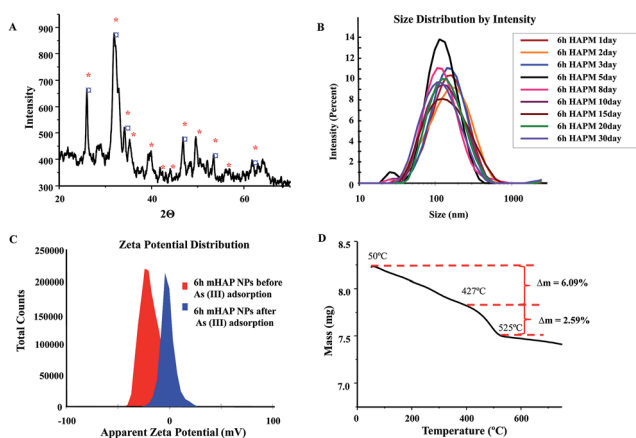 A
Intensity
900
800
700
600
500
400
300
20
40
60
2Θ
B
Size Distribution by Intensity
Intensity (Percent)
14
12
10
8
6
4
2
0
10
100
1000
Size (nm)
6h HAPM 1day
6h HAPM 2day
6h HAPM 3day
6h HAPM 5day
6h HAPM 8day
6h HAPM 10day
6h HAPM 15day
6h HAPM 20day
6h HAPM 30day
C
Zeta Potential Distribution
Total Counts
250000
200000
150000
100000
50000
0
-100
0
100
Apparent Zeta Potential (mV)
6h mHAP NPs before
As (III) adsorption
6h mHAP NPs after
As (III) adsorption
D
Mass (mg)
8.5
8.0
7.5
7.0
50ºC
427ºC
525ºC
Δm = 6.09%
Δm = 2.59%
200
400
600
Temperature (ºC)